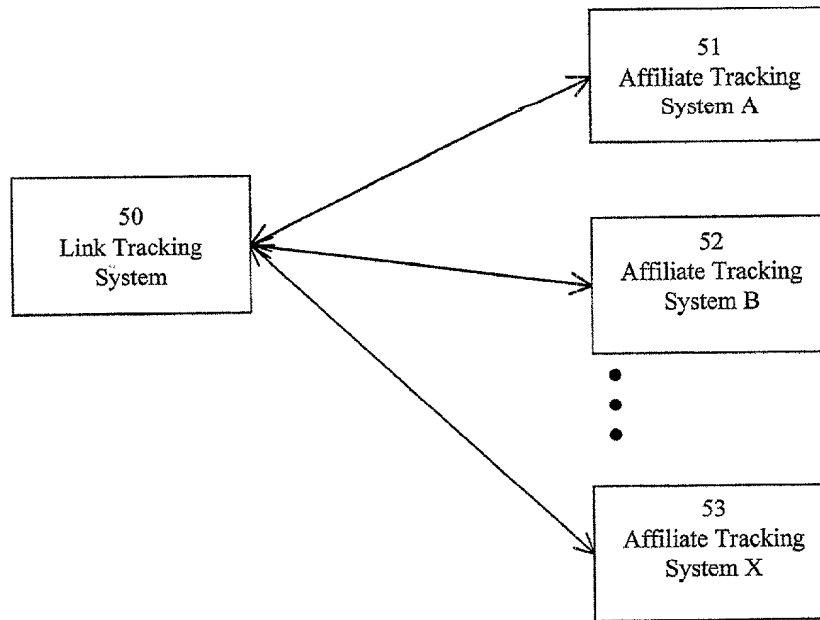 51
Affiliate Tracking
System A
50
Link Tracking
System
52
Affiliate Tracking
System B
53
Affiliate Tracking
System X